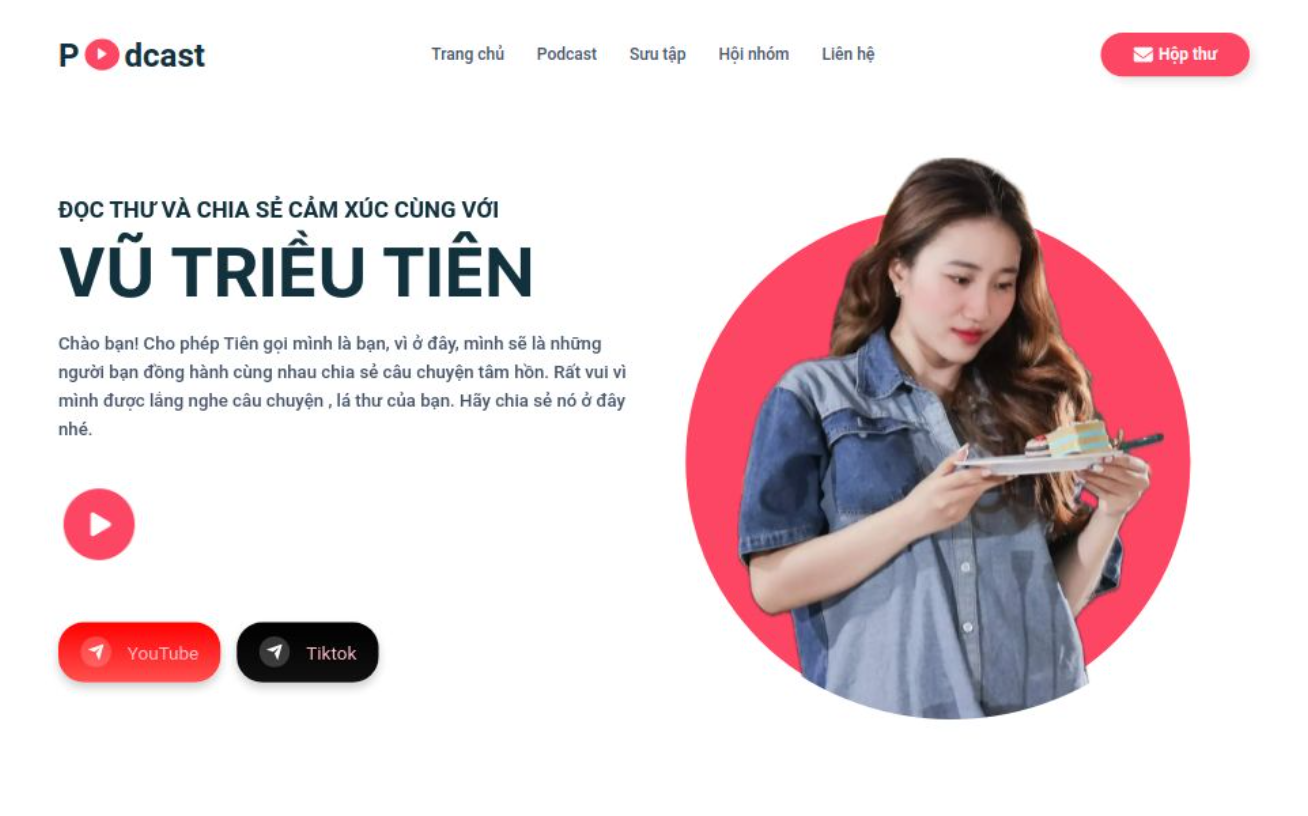 Podcast
Trang chủ Podcast Sưu tập Hội nhóm Liên hệ
Hộp thư
ĐỌC THƯ VÀ CHIA SẺ CẢM XÚC CÙNG VỚI
VŨ TRIỀU TIÊN
Chào bạn! Cho phép Tiên gọi mình là bạn, vì ở đây, mình sẽ là những
người bạn đồng hành cùng nhau chia sẻ câu chuyện tâm hồn. Rất vui vì
mình được lắng nghe câu chuyện , lá thư của bạn. Hãy chia sẻ nó ở đây
nhé.
YouTube
Tiktok